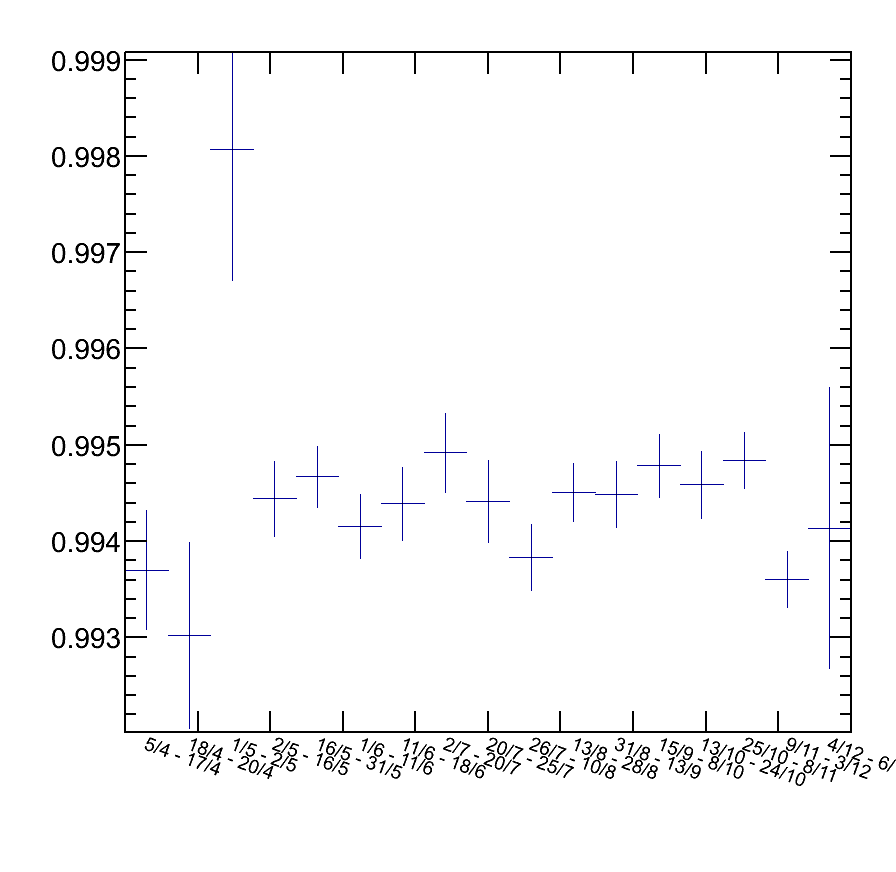 0.999
0.998
0.997
0.996
0.995
0.994
0.993
5/4 - 17/4
18/4 - 20/4
1/5 - 2/5
2/5 - 16/5
16/5 - 31/5
1/6 - 11/6
11/6 - 18/6
2/7 - 20/7
20/7 - 25/7
26/7 - 10/8
13/8 - 28/8
31/8 - 13/9
15/9 - 8/10
13/10 - 24/10
25/10 - 8/11
9/11 - 3/12
4/12 - 6/